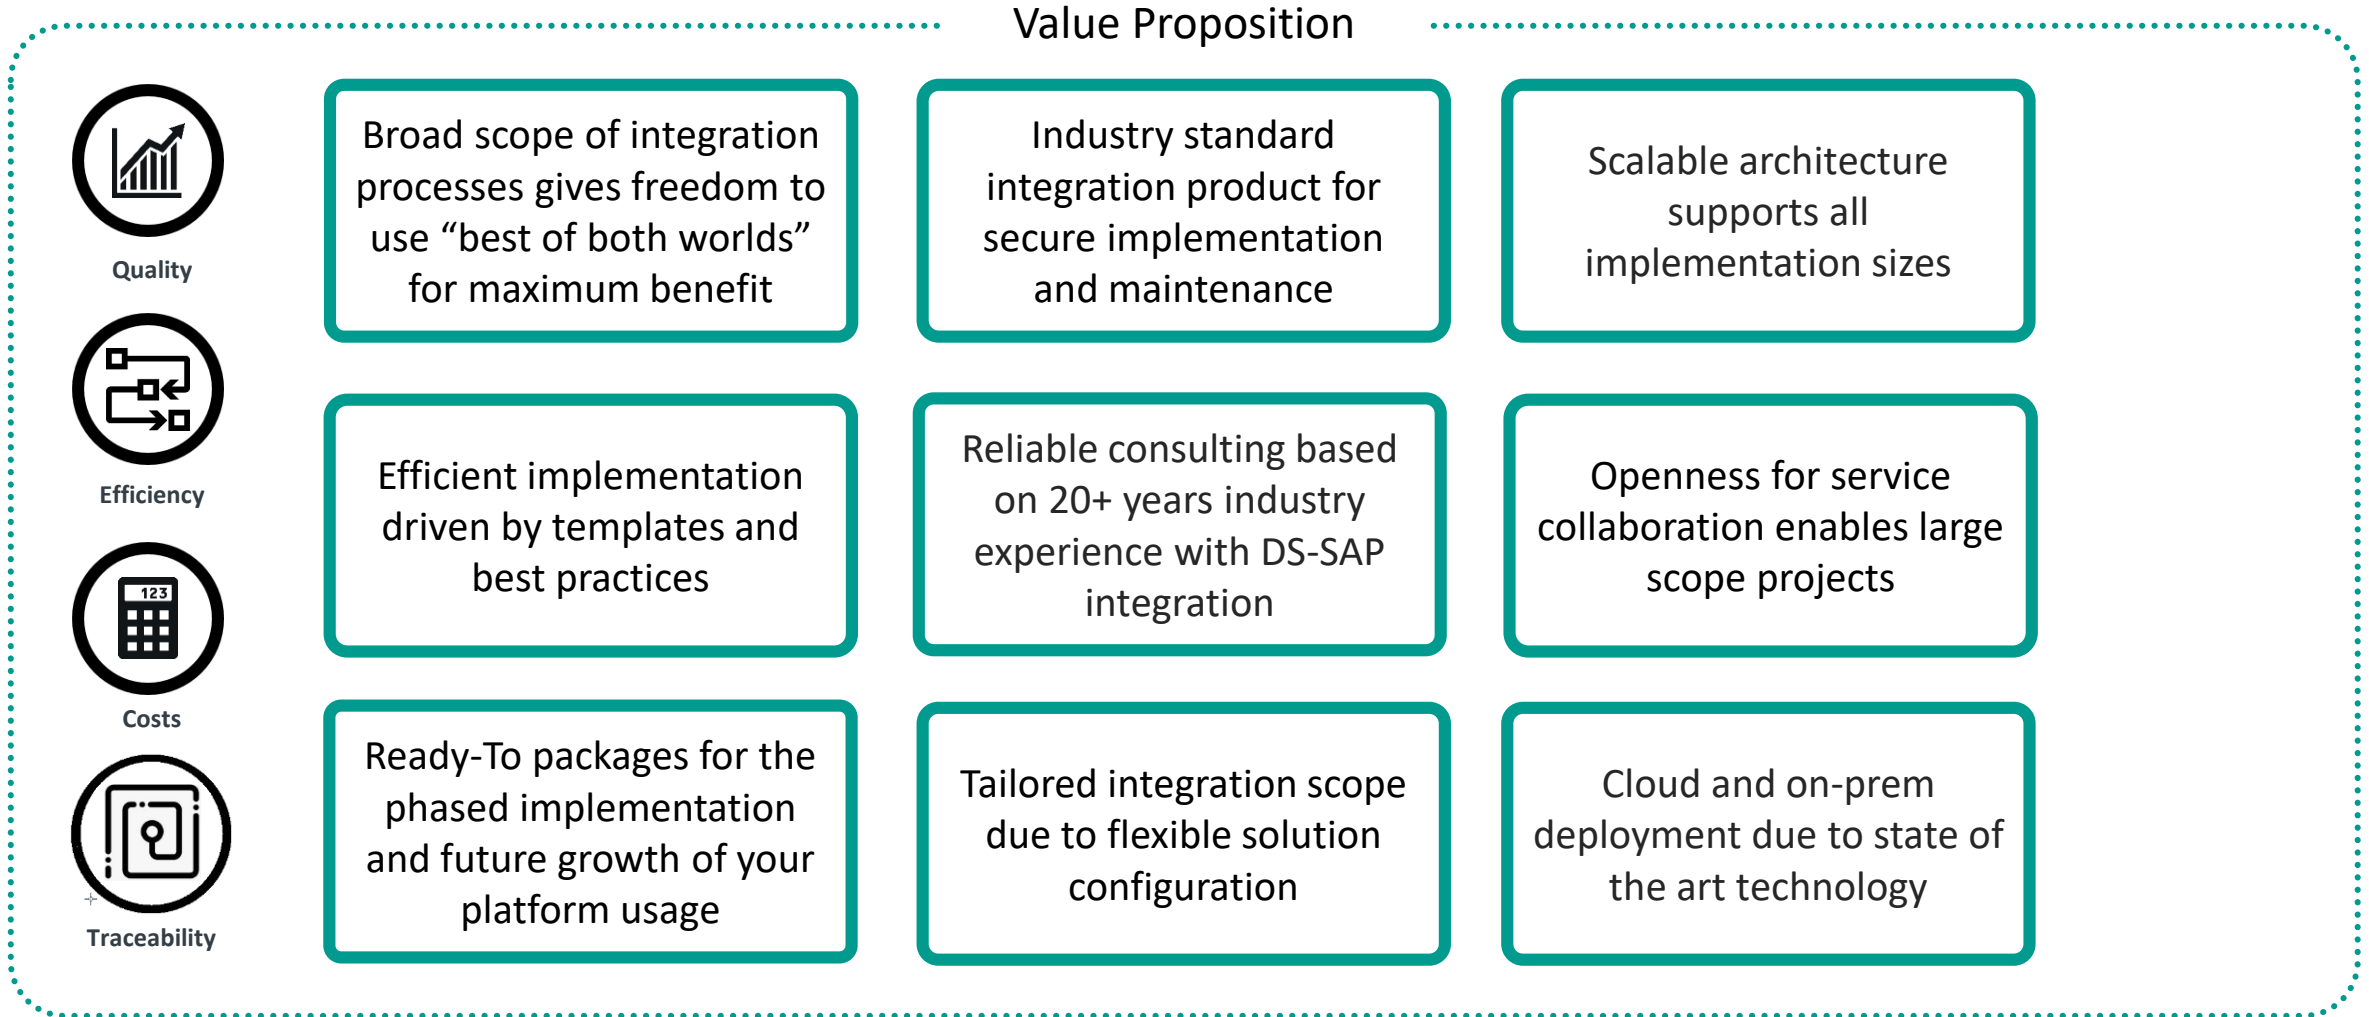 Value Proposition
Quality
Efficiency
123
Costs
Traceability
Broad scope of integration
processes gives freedom to
use “best of both worlds”
for maximum benefit
Industry standard
integration product for
secure implementation
and maintenance
Scalable architecture
supports all
implementation sizes
Efficient implementation
driven by templates and
best practices
Reliable consulting based
on 20+ years industry
experience with DS-SAP
integration
Openness for service
collaboration enables large
scope projects
Ready-To packages for the
phased implementation
and future growth of your
platform usage
Tailored integration scope
due to flexible solution
configuration
Cloud and on-prem
deployment due to state of
the art technology